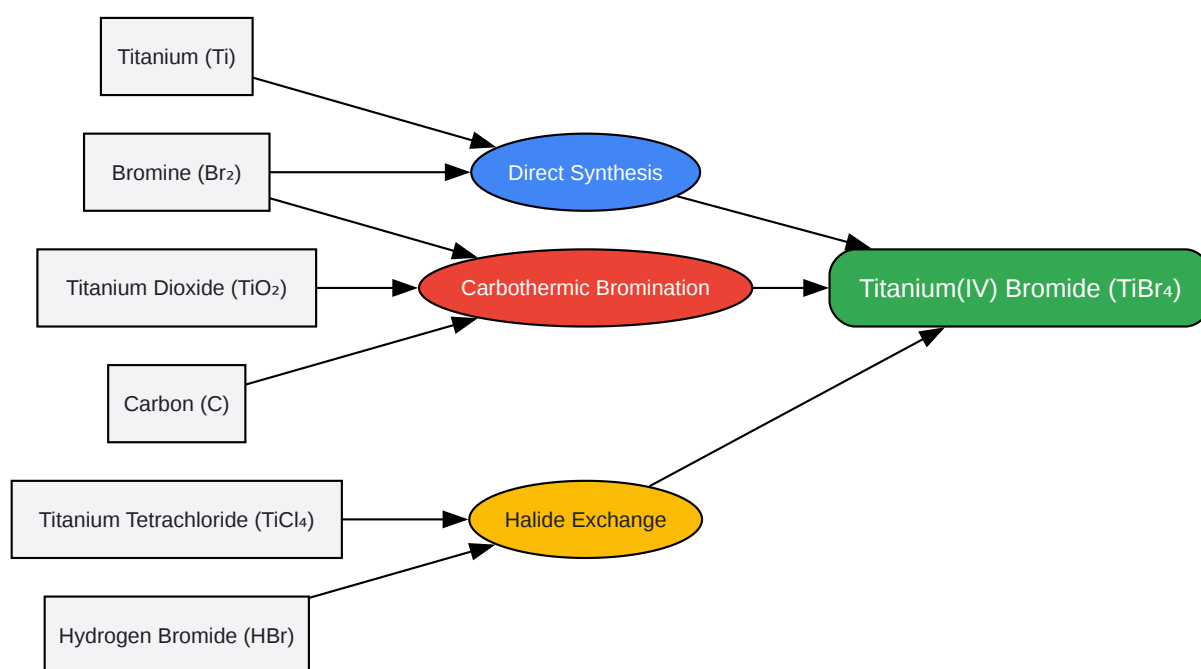 Titanium (Ti)
Bromine (Br₂)
Direct Synthesis
Titanium Dioxide (TiO₂)
Carbothermic Bromination
Titanium(IV) Bromide (TiBr₄)
Carbon (C)
Titanium Tetrachloride (TiCl₄)
Halide Exchange
Hydrogen Bromide (HBr)